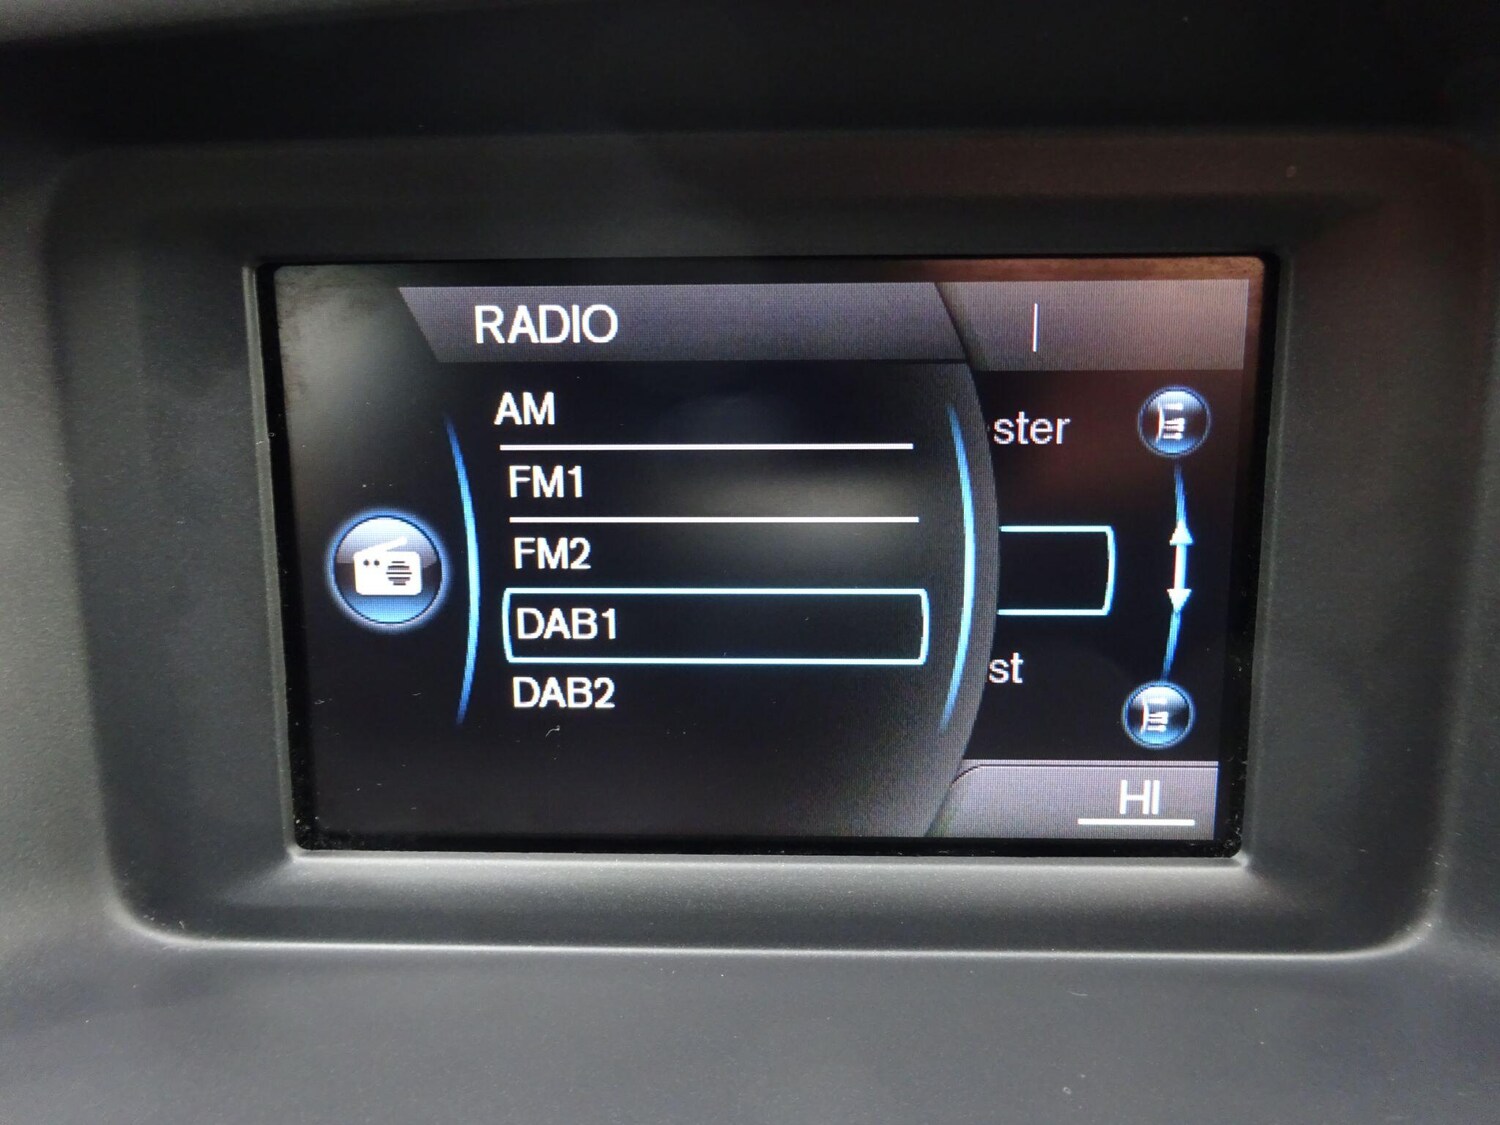 RADIO
AM
ster
FM1
FM2
DAB1
st
DAB2
HI